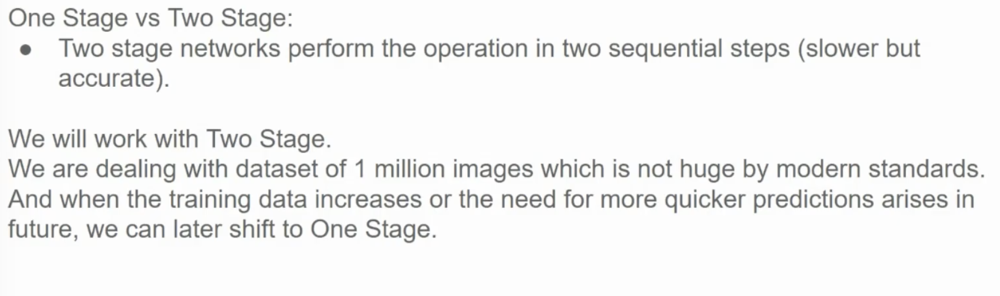 One Stage vs Two Stage:
● Two stage networks perform the operation in two sequential steps (slower but
accurate).
We will work with Two Stage.
We are dealing with dataset of 1 million images which is not huge by modern standards.
And when the training data increases or the need for more quicker predictions arises in
future, we can later shift to One Stage.